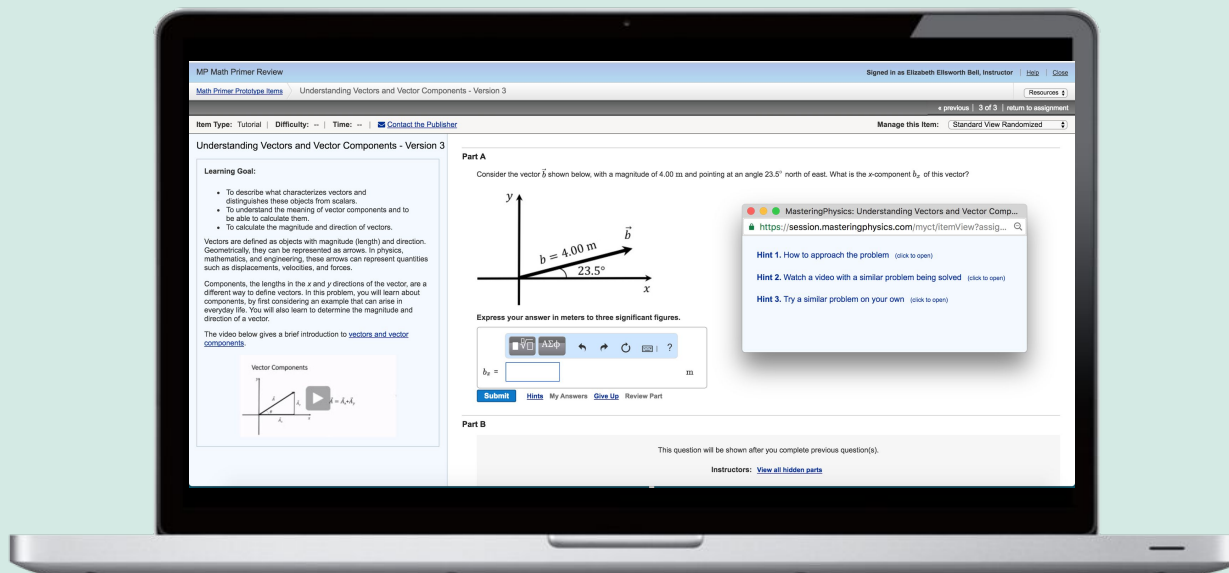 MP Math Primer Review
Signed in as Elizabeth Ellsworth Bell, Instructor | Help | Close
Math Primer Prototype Items
Understanding Vectors and Vector Components - Version 3
Resources
« previous | 3 of 3 | return to assignment
Item Type: Tutorial | Difficulty: -- | Time: -- | Contact the Publisher
Manage this Item: Standard View Randomized
Understanding Vectors and Vector Components - Version 3
Learning Goal:
• To describe what characterizes vectors and
distinguishes these objects from scalars.
• To understand the meaning of vector components and to
be able to calculate them.
• To calculate the magnitude and direction of vectors.
Vectors are defined as objects with magnitude (length) and direction.
Geometrically, they can be represented as arrows. In physics,
mathematics, and engineering, these arrows can represent quantities
such as displacements, velocities, and forces.
Components, the lengths in the x and y directions of the vector, are a
different way to define vectors. In this problem, you will learn about
components, by first considering an example that can arise in
everyday life. You will also learn to determine the magnitude and
direction of a vector.
The video below gives a brief introduction to vectors and vector
components.
Vector Components
Part A
Consider the vector b⃗ shown below, with a magnitude of 4.00 m and pointing at an angle 23.5° north of east. What is the x-component bₓ of this vector?
y
b⃗
b = 4.00 m
23.5°
x
Express your answer in meters to three significant figures.
ΑΣφ
?
bₓ =
m
Submit Hints My Answers Give Up Review Part
MasteringPhysics: Understanding Vectors and Vector Comp...
https://session.masteringphysics.com/myct/itemView?assig...
Hint 1. How to approach the problem (click to open)
Hint 2. Watch a video with a similar problem being solved (click to open)
Hint 3. Try a similar problem on your own (click to open)
Part B
This question will be shown after you complete previous question(s).
Instructors: View all hidden parts